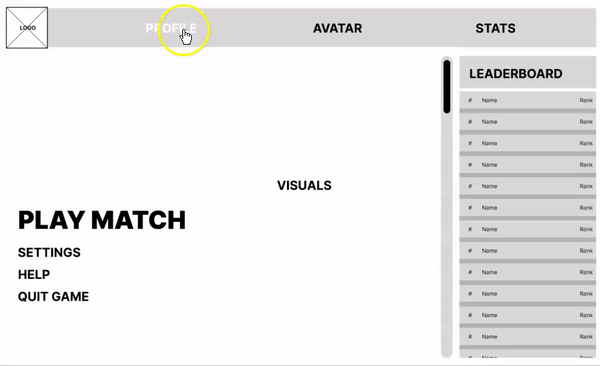 LOGO
PROFILE
AVATAR
STATS
LEADERBOARD
# Name Rank
# Name Rank
# Name Rank
# Name Rank
# Name Rank
# Name Rank
# Name Rank
# Name Rank
# Name Rank
# Name Rank
# Name Rank
# Name Rank
# Name Rank
VISUALS
PLAY MATCH
SETTINGS
HELP
QUIT GAME